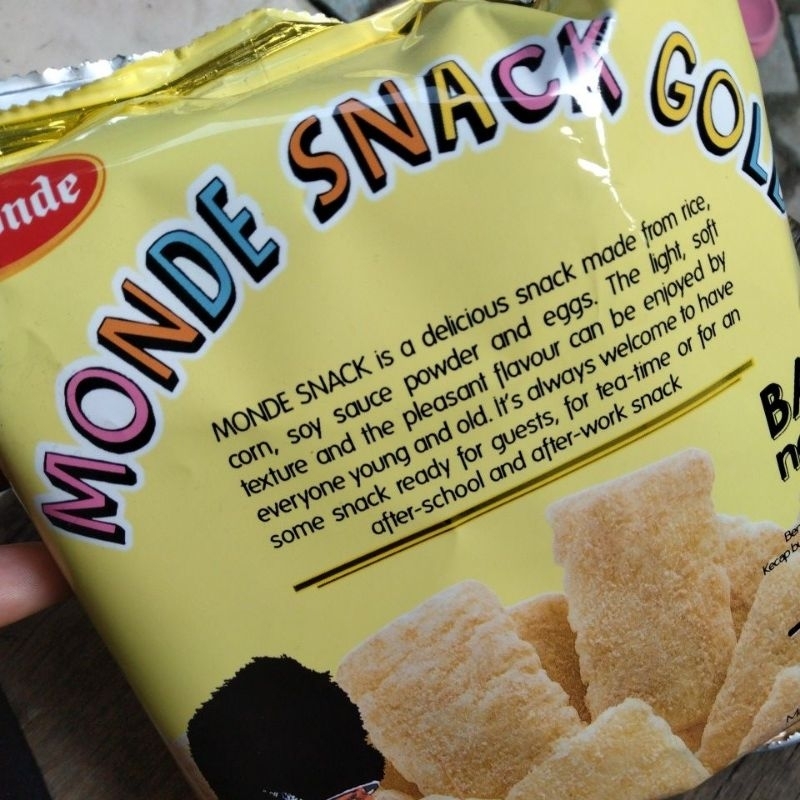 MONDE SNACK GOL
onde
MONDE SNACK is a delicious snack made from rice,
corn, soy sauce powder and eggs. The light, soft
texture and the pleasant flavour can be enjoyed by
everyone young and old. It's always welcome to have
some snack ready for guests, for tea-time or for an
after-school and after-work snack
BA
Kecap